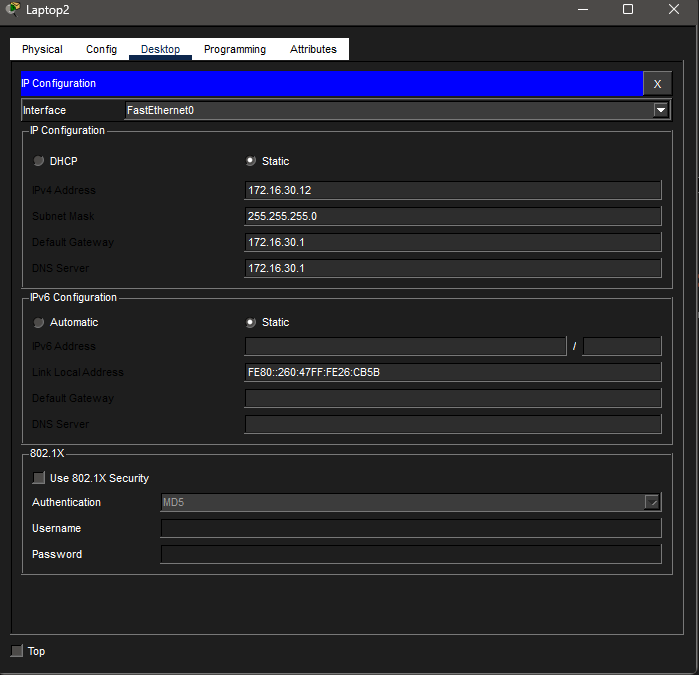 Laptop2
Physical Config Desktop Programming Attributes
IP Configuration X
Interface FastEthernet0
IP Configuration
DHCP Static
IPv4 Address 172.16.30.12
Subnet Mask 255.255.255.0
Default Gateway 172.16.30.1
DNS Server 172.16.30.1
IPv6 Configuration
Automatic Static
IPv6 Address /
Link Local Address FE80::260:47FF:FE26:CB5B
Default Gateway
DNS Server
802.1X
Use 802.1X Security
Authentication MD5
Username
Password
Top